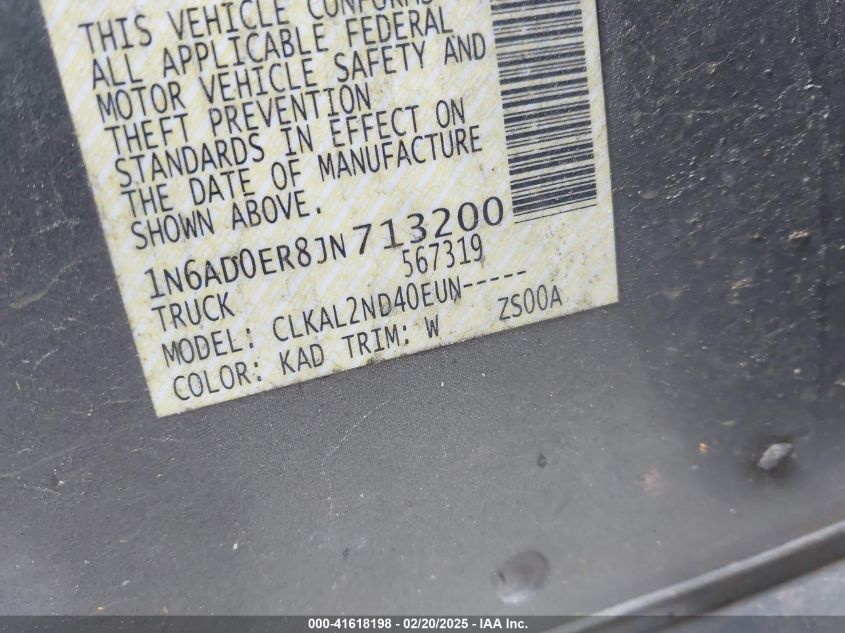 THIS VEHICLE CONFORMS
ALL APPLICABLE FEDERAL
MOTOR VEHICLE SAFETY AND
THEFT PREVENTION
STANDARDS IN EFFECT ON
THE DATE OF MANUFACTURE
SHOWN ABOVE.
1N6AD0ER8JN713200
TRUCK 567319
MODEL: CLKAL2ND40EUN-----
COLOR: KAD TRIM: W ZS00A
000-41618198 - 02/20/2025 - IAA Inc.